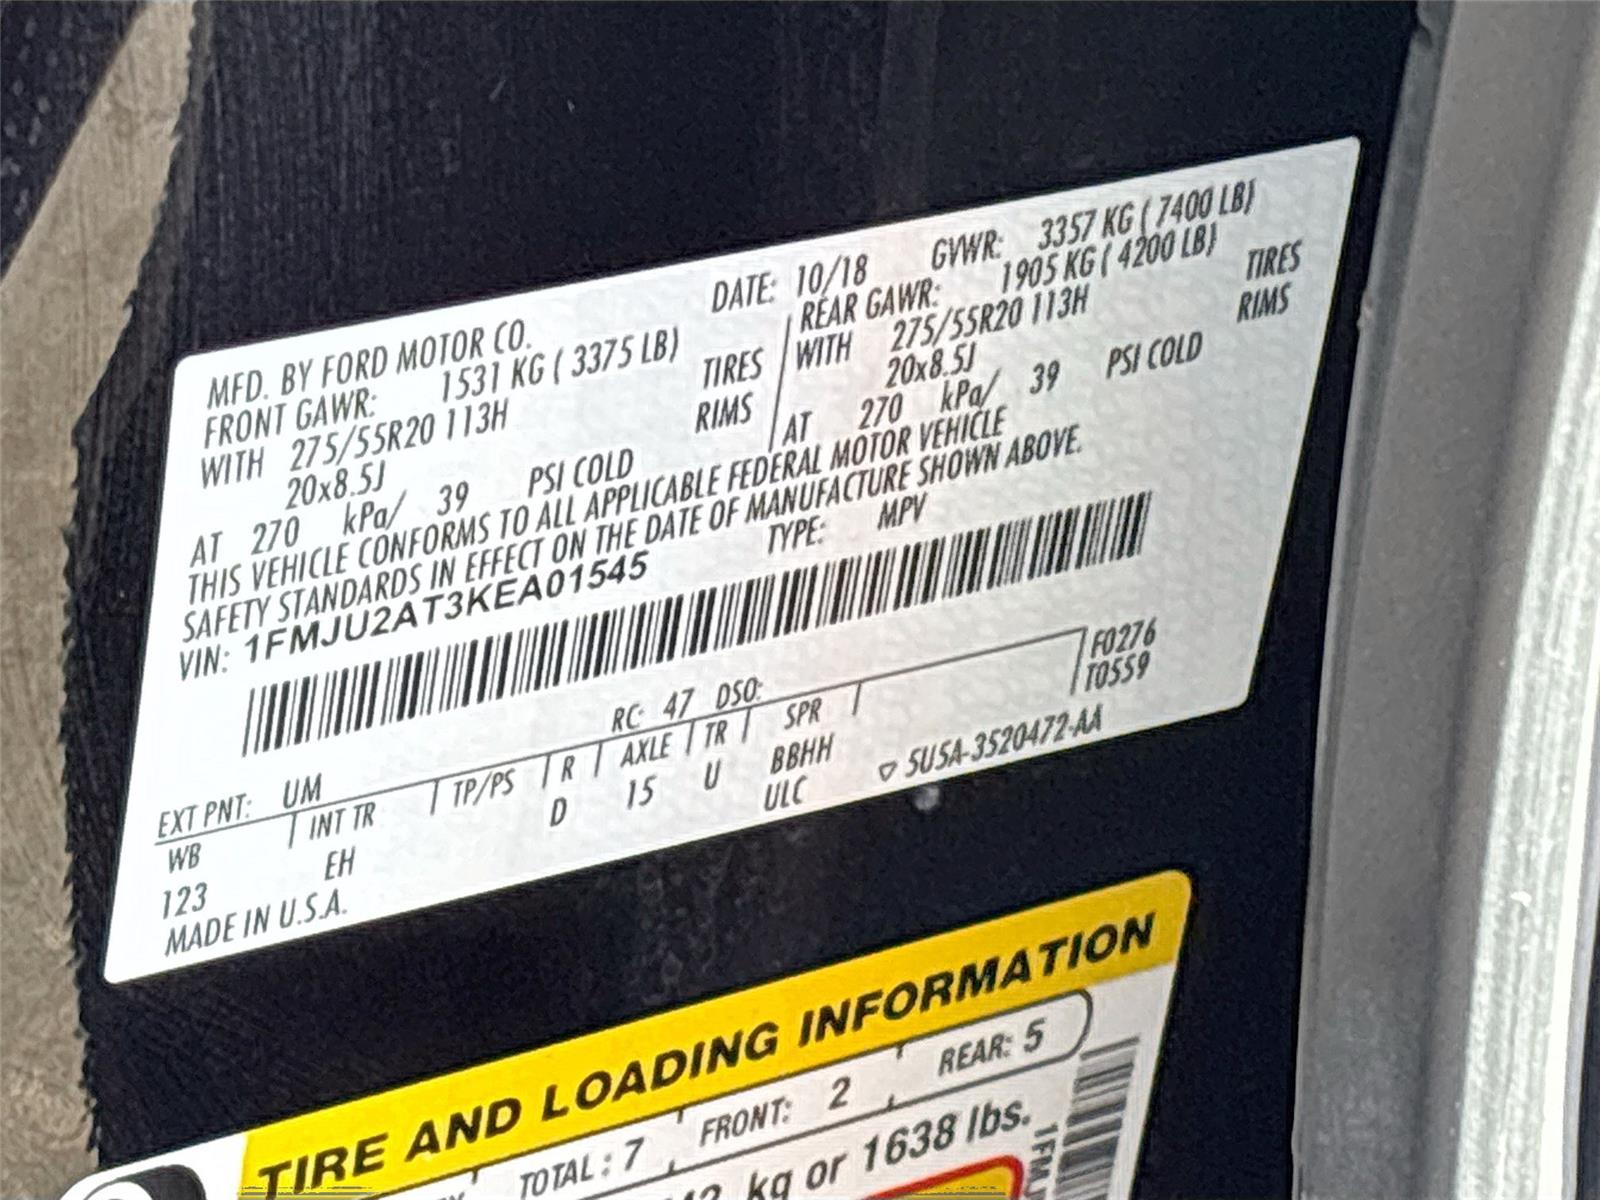 MFD. BY FORD MOTOR CO. DATE: 10/18 GVWR: 3357 KG ( 7400 LB)
FRONT GAWR: 1531 KG ( 3375 LB) REAR GAWR: 1905 KG ( 4200 LB)
WITH 275/55R20 113H TIRES WITH 275/55R20 113H TIRES
20x8.5J RIMS 20x8.5J RIMS
AT 270 kPa/ 39 PSI COLD AT 270 kPa/ 39 PSI COLD
THIS VEHICLE CONFORMS TO ALL APPLICABLE FEDERAL MOTOR VEHICLE
SAFETY STANDARDS IN EFFECT ON THE DATE OF MANUFACTURE SHOWN ABOVE.
VIN: 1FMJU2AT3KEA01545 TYPE: MPV
F0276
T0559
EXT PNT: UM RC: 47 DSO:
WB INT TR TP/PS R AXLE TR SPR
123 EH D 15 U BBHH
ULC
MADE IN U.S.A. 5U5A-3520472-AA
TIRE AND LOADING INFORMATION
TOTAL : 7 FRONT: 2 REAR: 5
kg or 1638 lbs.